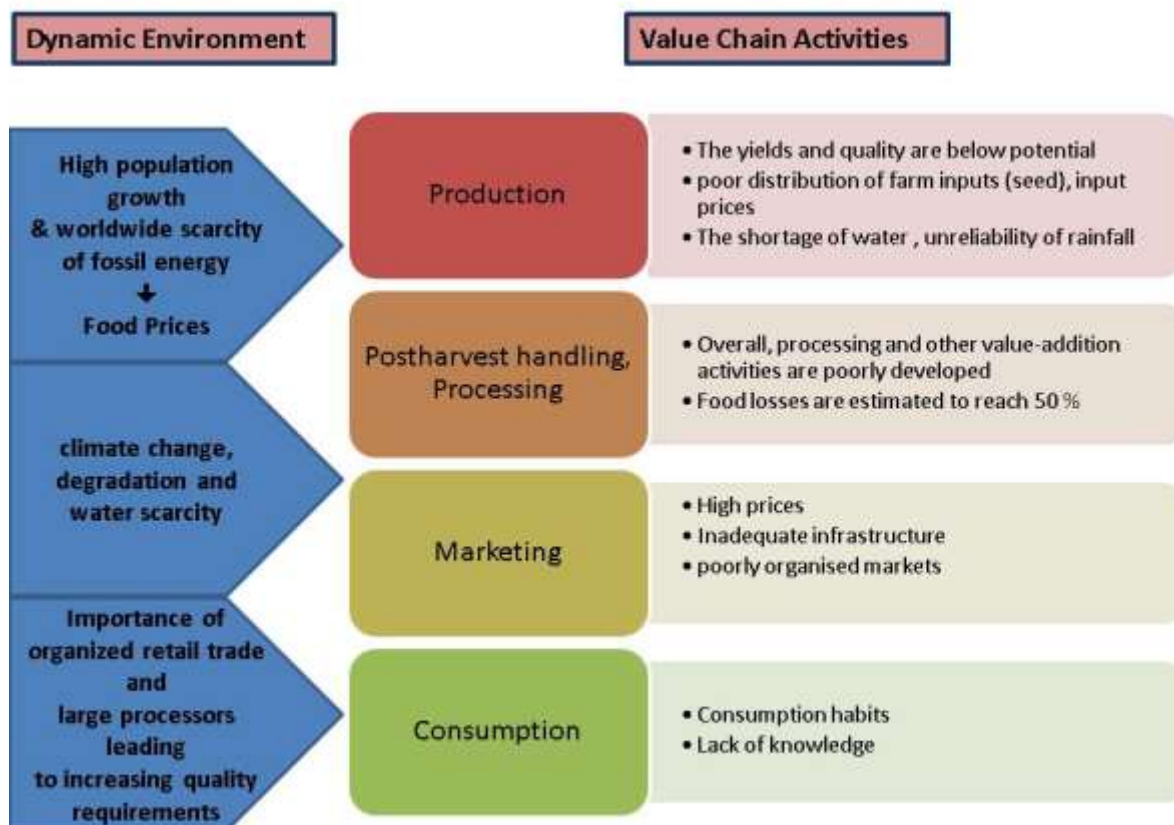 Dynamic Environment
Value Chain Activities
High population
growth
& worldwide scarcity
of fossil energy
↓
Food Prices
climate change,
degradation and
water scarcity
Importance of
organized retail trade
and
large processors
leading
to increasing quality
requirements
Production
• The yields and quality are below potential
• poor distribution of farm inputs (seed), input
prices
• The shortage of water , unreliability of rainfall
Postharvest handling,
Processing
• Overall, processing and other value-addition
activities are poorly developed
• Food losses are estimated to reach 50 %
Marketing
• High prices
• Inadequate infrastructure
• poorly organised markets
Consumption
• Consumption habits
• Lack of knowledge